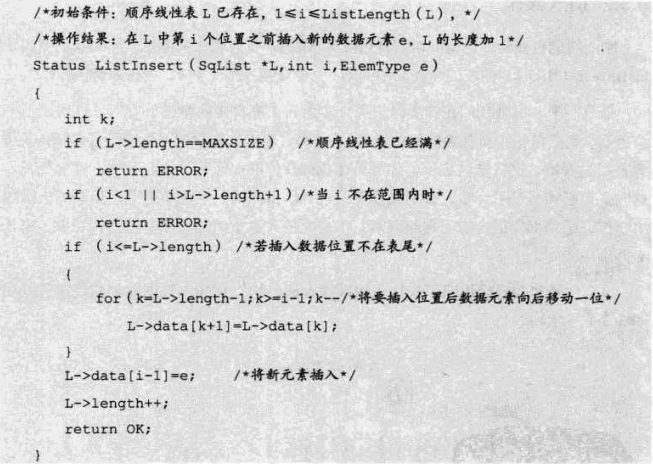 /*初始条件：顺序线性表 L 已存在，1≤i≤ListLength（L），*/
/*操作结果：在 L 中第 i 个位置之前插入新的数据元素 e，L 的长度加 1*/
Status ListInsert（SqList *L,int i,ElemType e）
{
    int k;
    if （L->length==MAXSIZE）  /*顺序线性表已经满*/
        return ERROR;
    if （i<1 || i>L->length+1）/*当 i 不在范围内时*/
        return ERROR;
    if （i<=L->length） /*若插入数据位置不在表尾*/
    {
        for（k=L->length-1;k>=i-1;k--/*将要插入位置后数据元素向后移动一位*/
            L->data[k+1]=L->data[k];
    }
    L->data[i-1]=e;    /*将新元素插入*/
    L->length++;
    return OK;
}